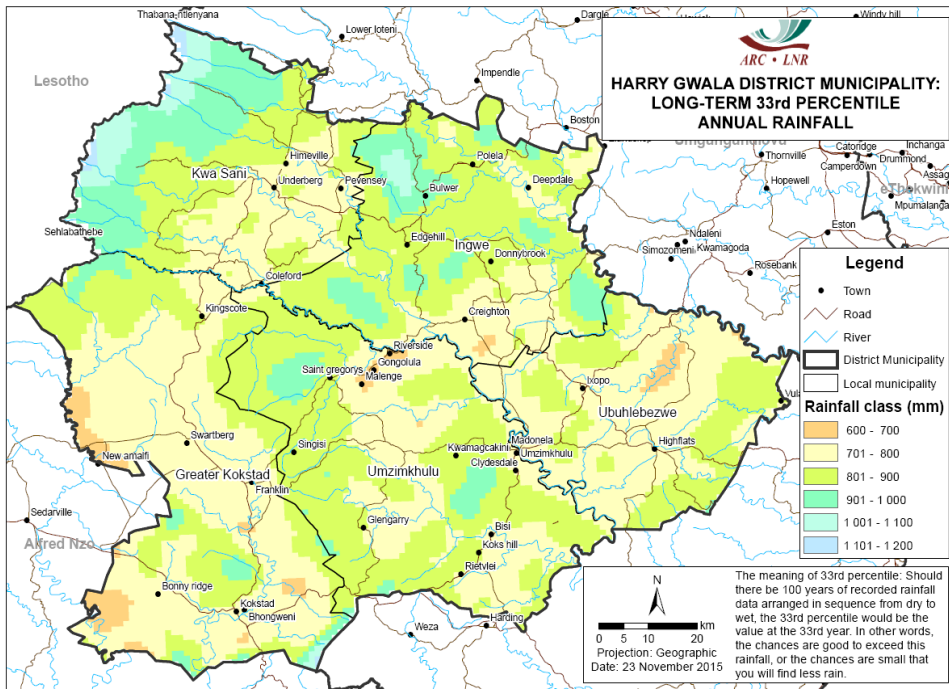 Thabana-ntlenyana
Lower loteni
Dargle
Windy hill
Lesotho
Impendle
Boston
ARC • LNR
HARRY GWALA DISTRICT MUNICIPALITY:
LONG-TERM 33rd PERCENTILE
ANNUAL RAINFALL
Thornville
Catoridge
Inchanga
Camperdown
Drummond
Assag
Hopewell
eThekwini
Mpumalanga
Himeville
Kwa Sani
Underberg
Pevensey
Polela
Bulwer
Deepdale
Sehlabathebe
Edgehill
Ingwe
Donnybrook
Ndaleni
Simozomeni
Kwamagoda
Eston
Rosebank
Coleford
Kingscote
Creighton
Riverside
Gongolula
Saint gregorys
Malenge
Ixopo
Ubuhlebezwe
Vul
Swartberg
Singisi
Kwamagcakini
Madonela
Umzimkhulu
Highflats
New amalfi
Greater Kokstad
Umzimkhulu
Clydesdale
Franklin
Sedarville
Alfred Nzo
Glengarry
Bisi
Koks hill
Rietvlei
Bonny ridge
Kokstad
Bhongweni
Weza
Harding
Legend
Town
Road
River
District Municipality
Local municipality
Rainfall class (mm)
600 - 700
701 - 800
801 - 900
901 - 1 000
1 001 - 1 100
1 101 - 1 200
N
0 5 10 20
km
Projection: Geographic
Date: 23 November 2015
The meaning of 33rd percentile: Should
there be 100 years of recorded rainfall
data arranged in sequence from dry to
wet, the 33rd percentile would be the
value at the 33rd year. In other words,
the chances are good to exceed this
rainfall, or the chances are small that
you will find less rain.